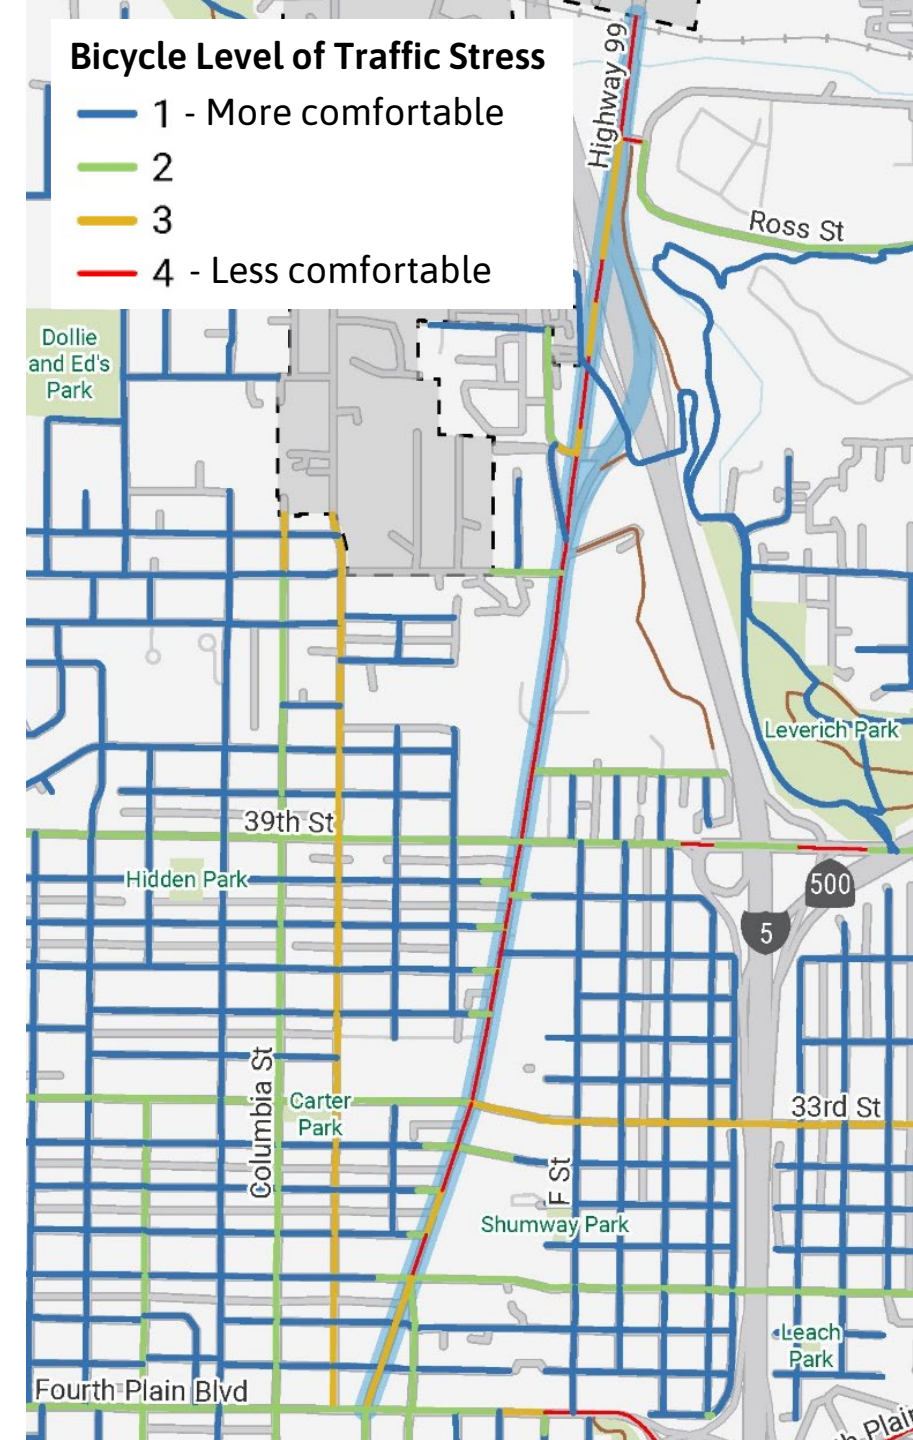 Bicycle Level of Traffic Stress
1 - More comfortable
2
3
4 - Less comfortable
Highway 99
Ross St
Dollie
and Ed's
Park
Leverich Park
39th St
Hidden Park
500
5
Columbia St
Carter
Park
33rd St
F St
Shumway Park
Leach
Park
Fourth Plain Blvd
h Plain